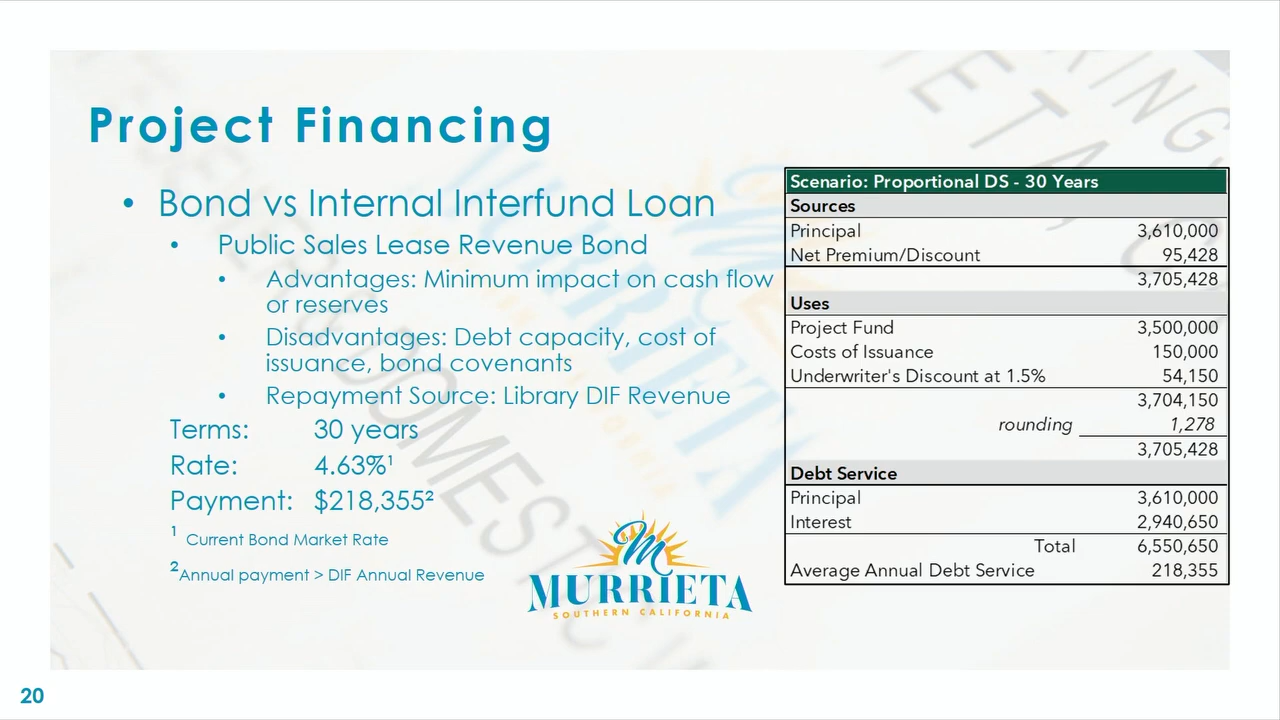 Project Financing
• Bond vs Internal Interfund Loan
• Public Sales Lease Revenue Bond
• Advantages: Minimum impact on cash flow
or reserves
• Disadvantages: Debt capacity, cost of
issuance, bond covenants
• Repayment Source: Library DIF Revenue
Terms: 30 years
Rate: 4.63%¹
Payment: $218,355²
¹ Current Bond Market Rate
²Annual payment > DIF Annual Revenue
Scenario: Proportional DS - 30 Years
Sources
Principal 3,610,000
Net Premium/Discount 95,428
3,705,428
Uses
Project Fund 3,500,000
Costs of Issuance 150,000
Underwriter's Discount at 1.5% 54,150
3,704,150
rounding 1,278
3,705,428
Debt Service
Principal 3,610,000
Interest 2,940,650
Total 6,550,650
Average Annual Debt Service 218,355
M
MURRIETA
SOUTHERN CALIFORNIA
20